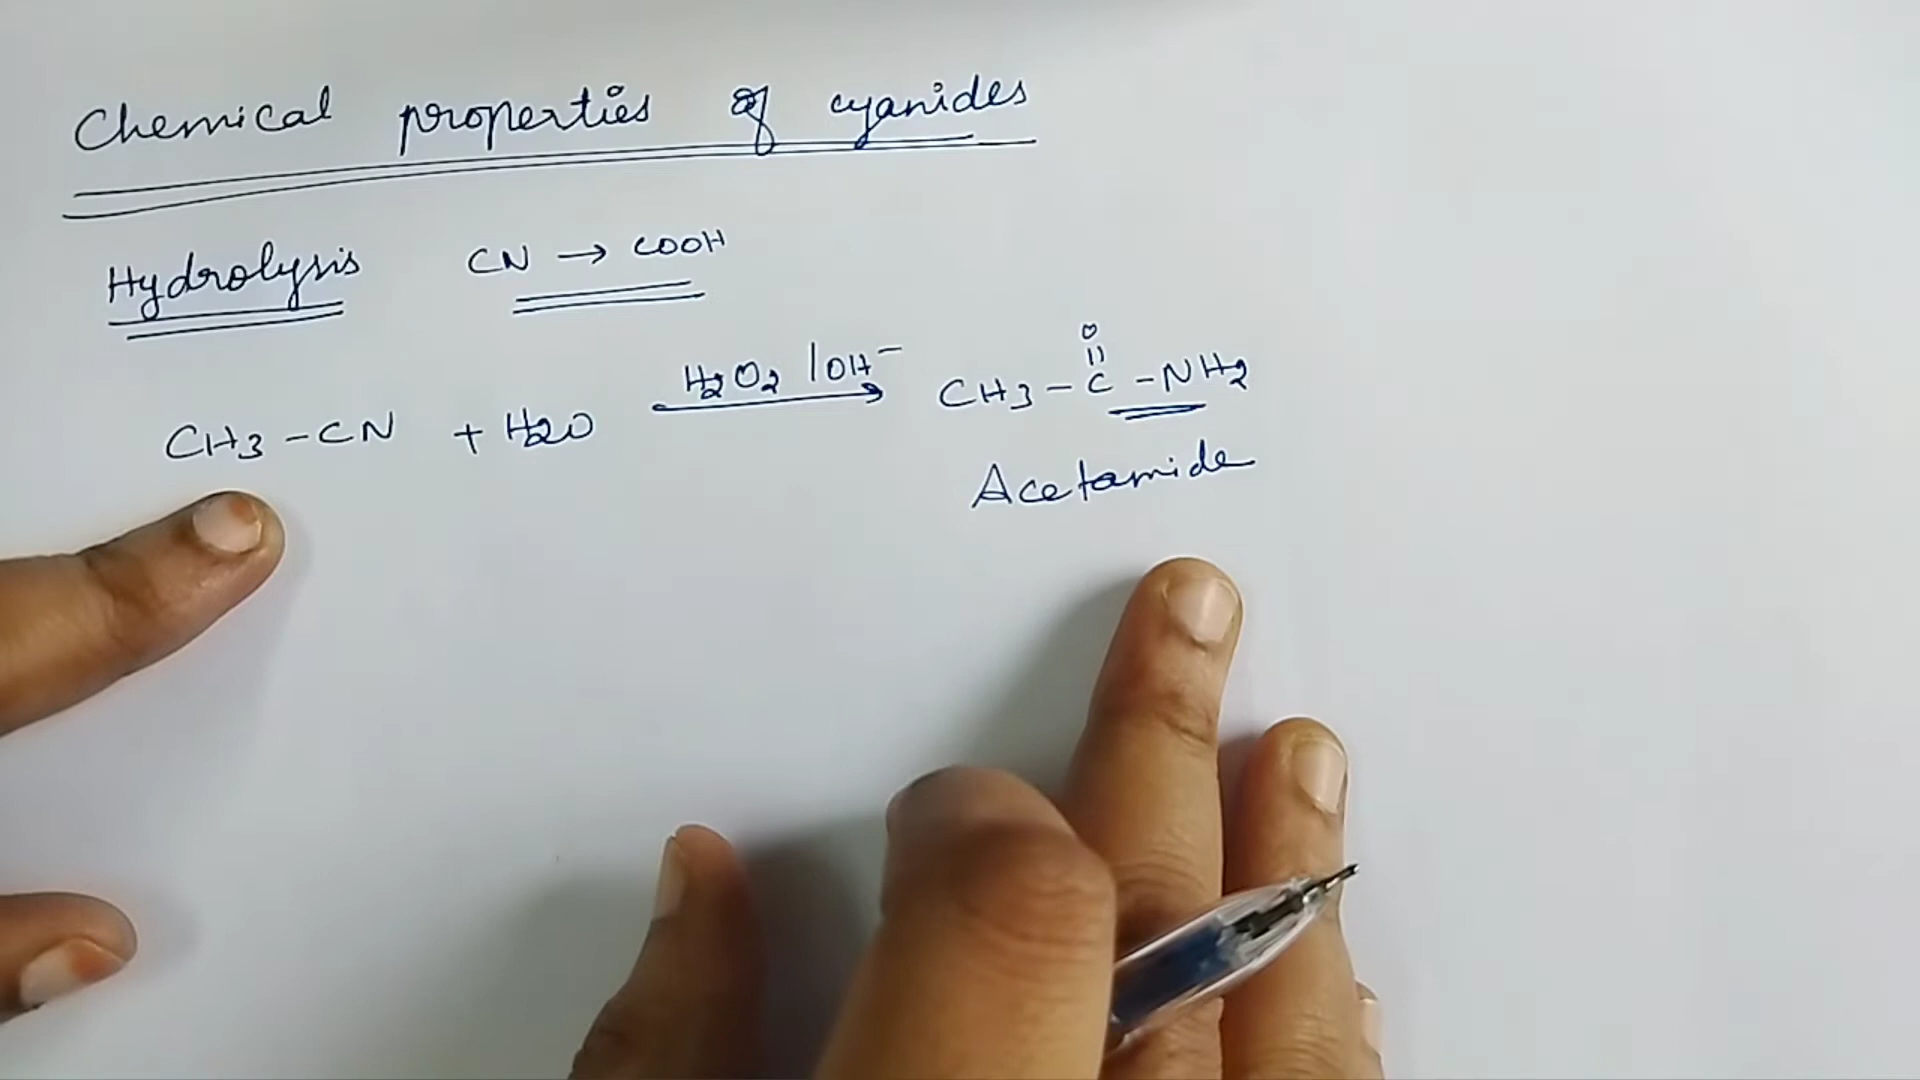 Chemical properties of cyanides
Hydrolysis CN → COOH
H2O2 / OH⁻
O
||
CH3 - CN + H2O → CH3 - C - NH2
Acetamide